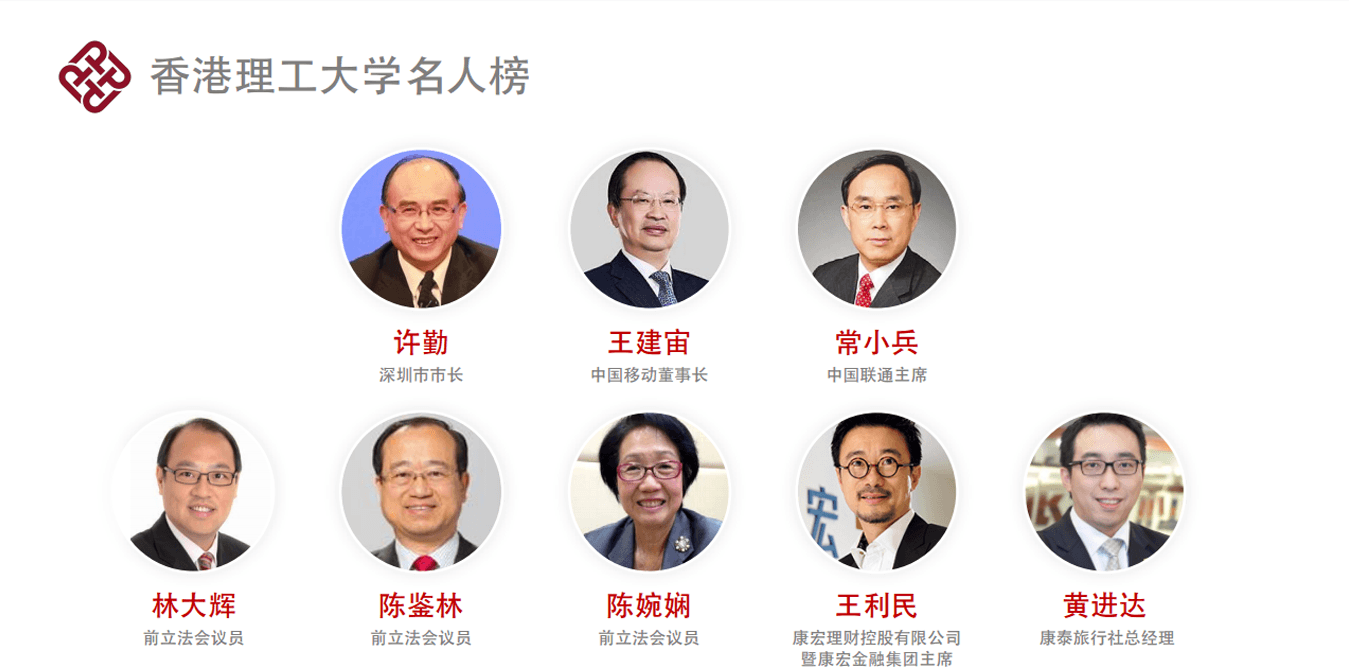 香港理工大学名人榜
许勤
深圳市市长
王建宙
中国移动董事长
常小兵
中国联通主席
林大辉
前立法会议员
陈鉴林
前立法会议员
陈婉娴
前立法会议员
王利民
康宏理财控股有限公司
暨康宏金融集团主席
黄进达
康泰旅行社总经理
宏